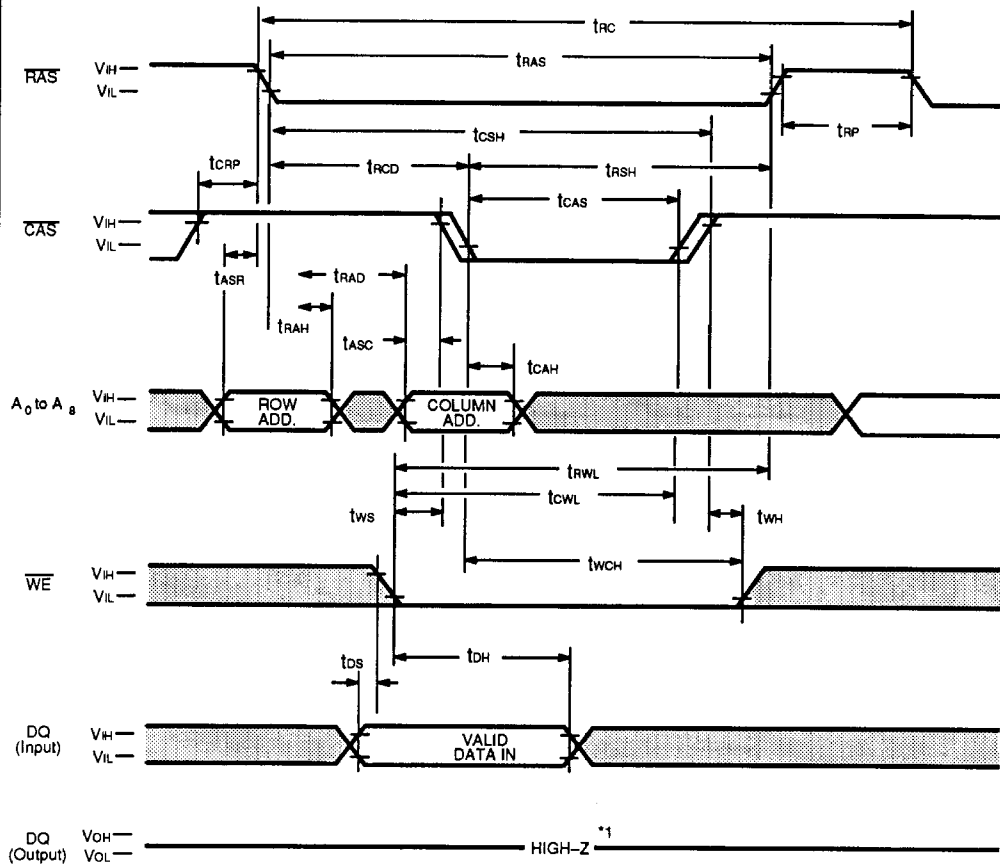 tRC
tRAS
RAS VIH
VIL
tCSH
tRP
tCRP
tRCD
tRSH
tCAS
CAS VIH
VIL
tASR
tRAD
tRAH
tASC
tCAH
A0 to A8 VIH
VIL
ROW
ADD.
COLUMN
ADD.
tRWL
tCWL
tWS
tWH
tWCH
WE VIH
VIL
tDH
tDS
DQ
(Input)
VIH
VIL
VALID
DATA IN
DQ
(Output)
VOH
VOL
HIGH–Z *1